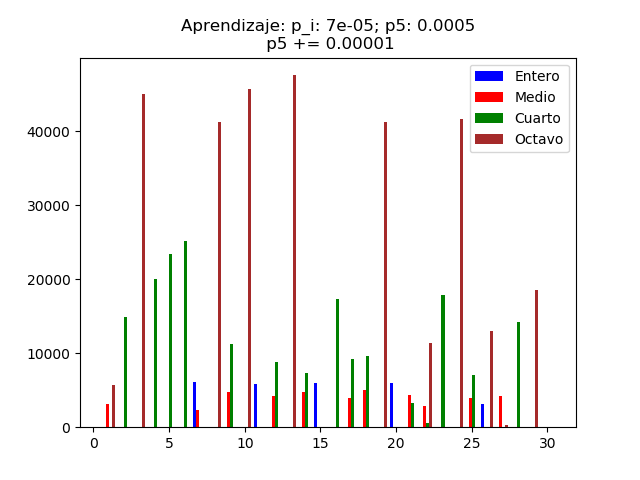 Aprendizaje: p_i: 7e-05; p5: 0.0005
p5 += 0.00001
Entero
Medio
Cuarto
Octavo
40000
30000
20000
10000
0
0 5 10 15 20 25 30